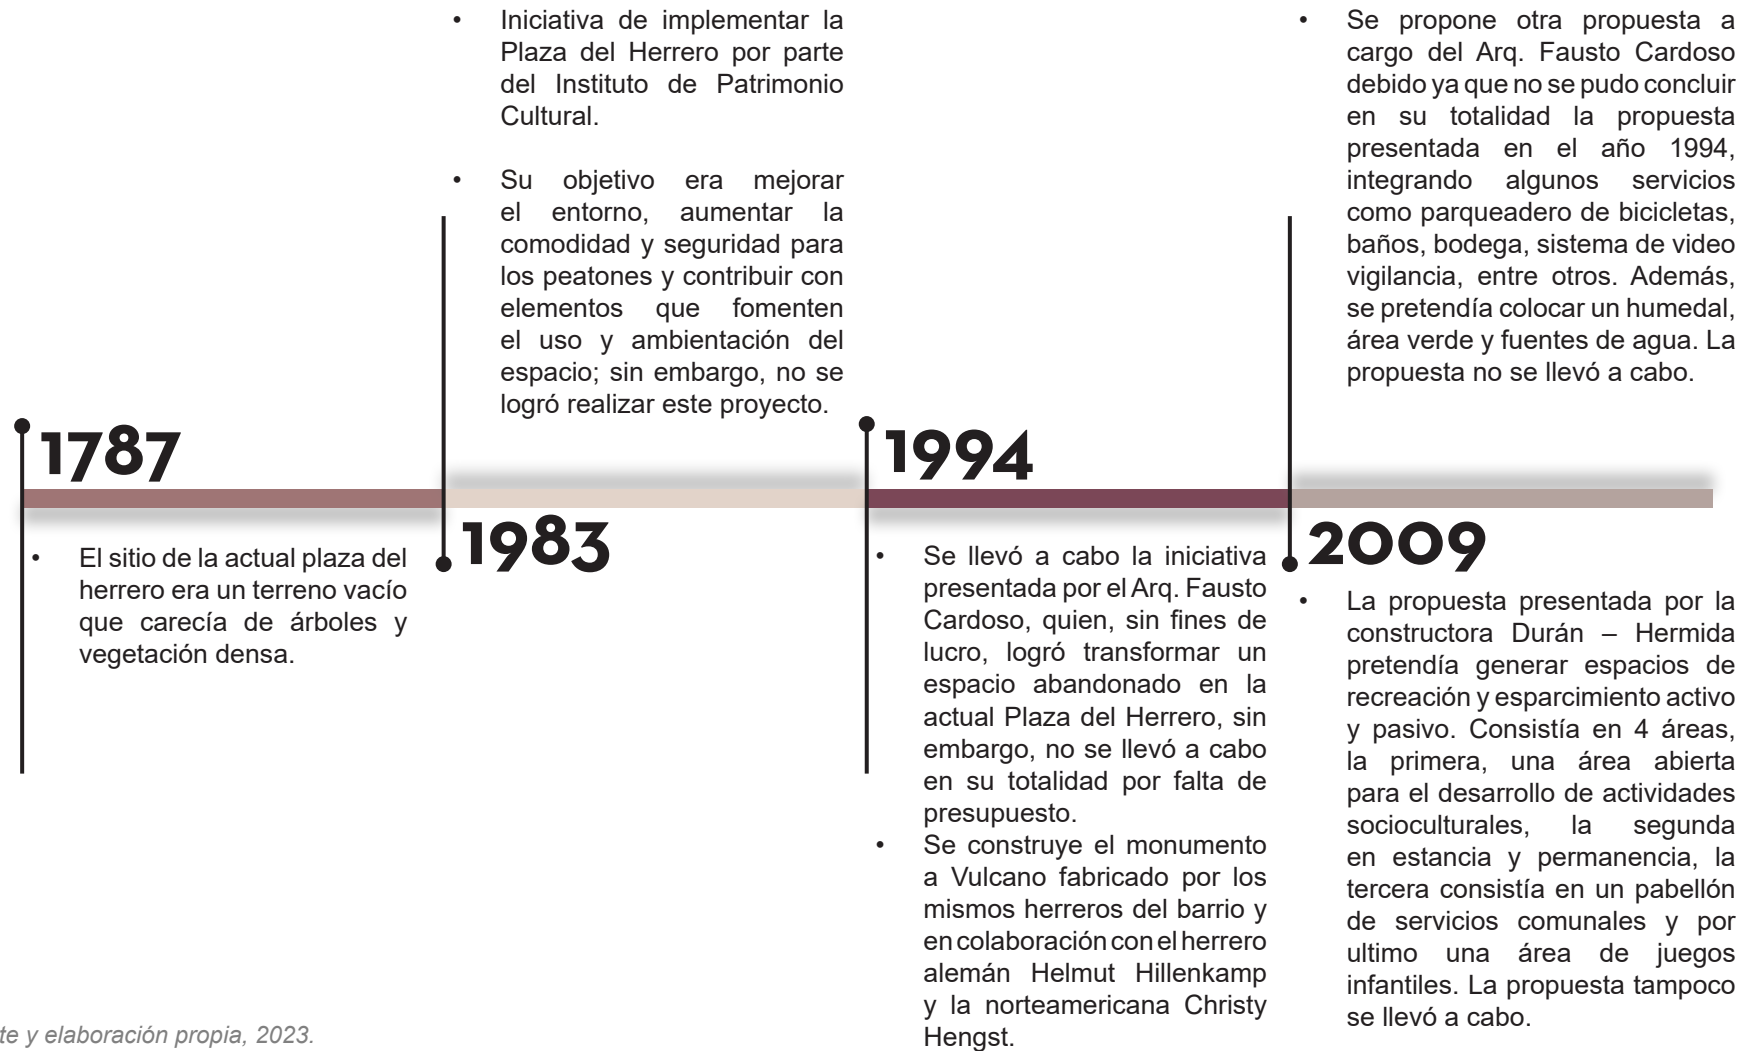 1787
• El sitio de la actual plaza del
herrero era un terreno vacío
que carecía de árboles y
vegetación densa.
• Iniciativa de implementar la
Plaza del Herrero por parte
del Instituto de Patrimonio
Cultural.
• Su objetivo era mejorar
el entorno, aumentar la
comodidad y seguridad para
los peatones y contribuir con
elementos que fomenten
el uso y ambientación del
espacio; sin embargo, no se
logró realizar este proyecto.
1983
1994
• Se llevó a cabo la iniciativa
presentada por el Arq. Fausto
Cardoso, quien, sin fines de
lucro, logró transformar un
espacio abandonado en la
actual Plaza del Herrero, sin
embargo, no se llevó a cabo
en su totalidad por falta de
presupuesto.
• Se construye el monumento
a Vulcano fabricado por los
mismos herreros del barrio y
en colaboración con el herrero
alemán Helmut Hillenkamp
y la norteamericana Christy
Hengst.
• Se propone otra propuesta a
cargo del Arq. Fausto Cardoso
debido ya que no se pudo concluir
en su totalidad la propuesta
presentada en el año 1994,
integrando algunos servicios
como parqueadero de bicicletas,
baños, bodega, sistema de video
vigilancia, entre otros. Además,
se pretendía colocar un humedal,
área verde y fuentes de agua. La
propuesta no se llevó a cabo.
2009
• La propuesta presentada por la
constructora Durán – Hermida
pretendía generar espacios de
recreación y esparcimiento activo
y pasivo. Consistía en 4 áreas,
la primera, una área abierta
para el desarrollo de actividades
socioculturales, la segunda
en estancia y permanencia, la
tercera consistía en un pabellón
de servicios comunales y por
ultimo una área de juegos
infantiles. La propuesta tampoco
se llevó a cabo.
te y elaboración propia, 2023.